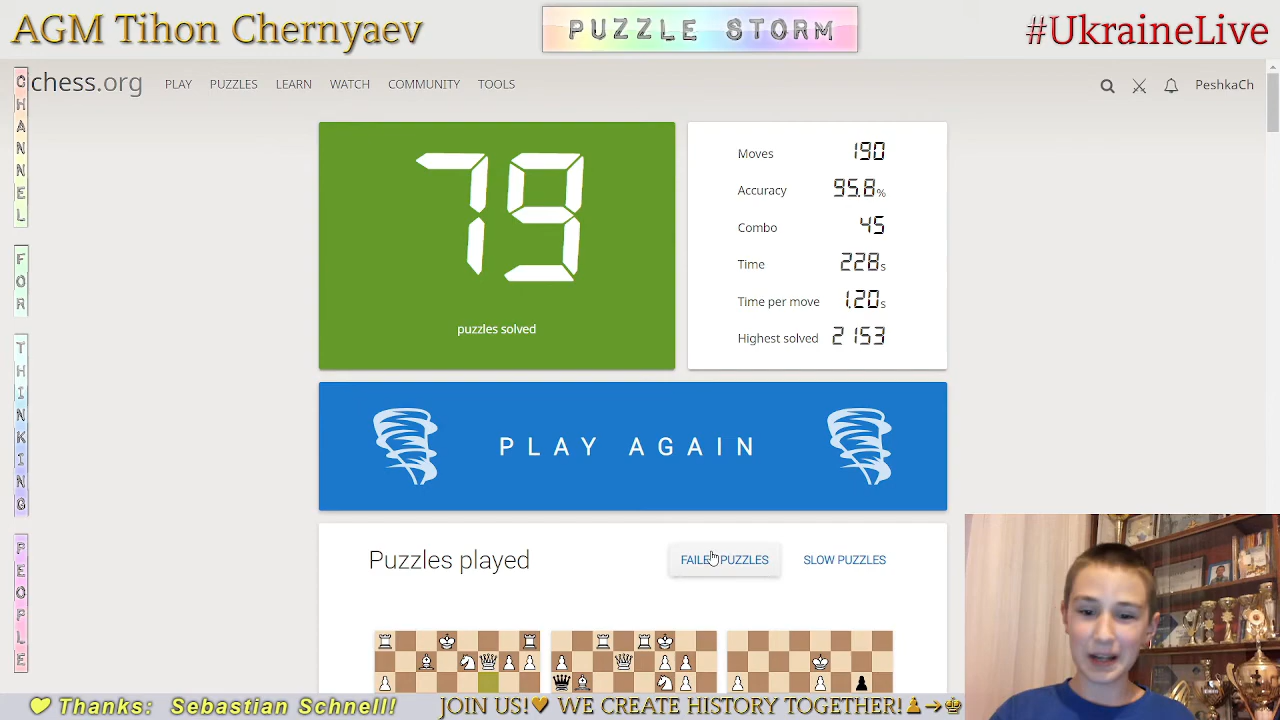 AGM Tihon Chernyaev
PUZZLE STORM
#UkraineLive
CHANNEL FOR THINKING PEOPLE
chess.org
PLAY PUZZLES LEARN WATCH COMMUNITY TOOLS
PeshkaCh
79
puzzles solved
Moves 190
Accuracy 95.8%
Combo 45
Time 228s
Time per move 1.20s
Highest solved 2153
PLAY AGAIN
Puzzles played
FAILED PUZZLES
SLOW PUZZLES
Thanks: Sebastian Schnell!
JOIN US! WE CREATE HISTORY TOGETHER!